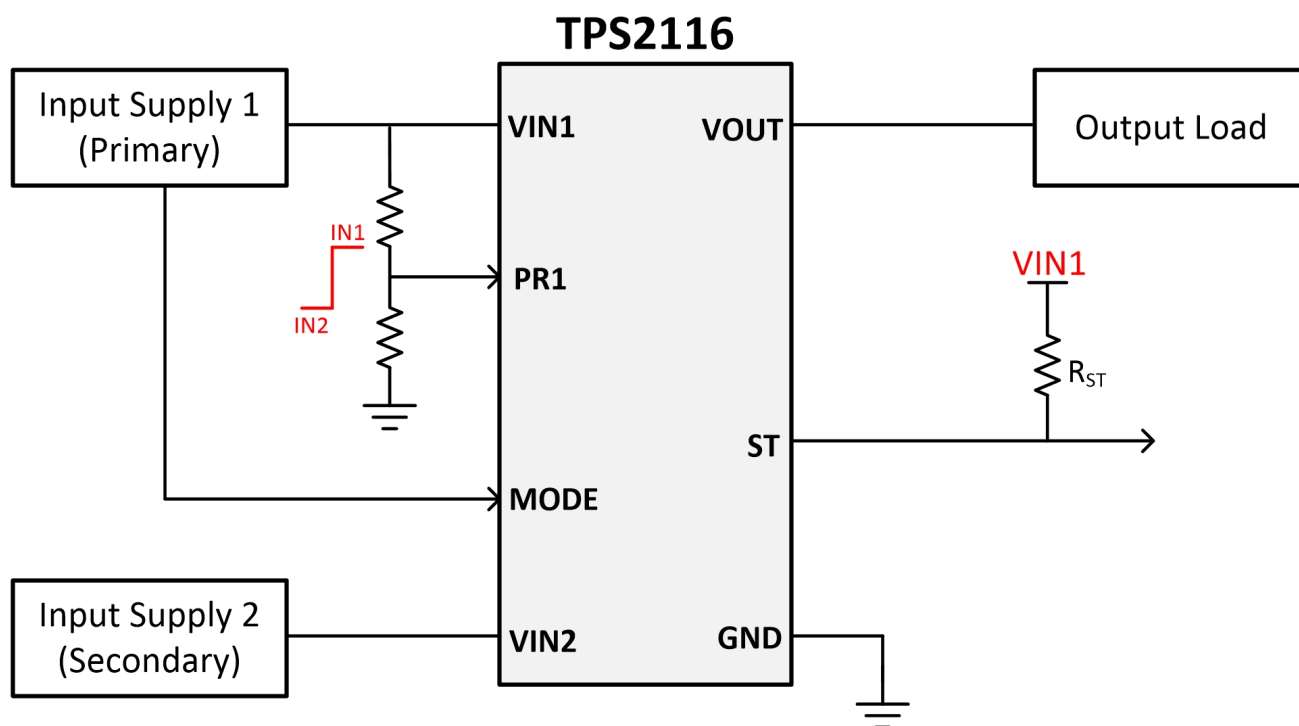 TPS2116
Input Supply 1
(Primary)
VIN1
VOUT
Output Load
IN1
IN2
PR1
VIN1
R_ST
ST
MODE
Input Supply 2
(Secondary)
VIN2
GND